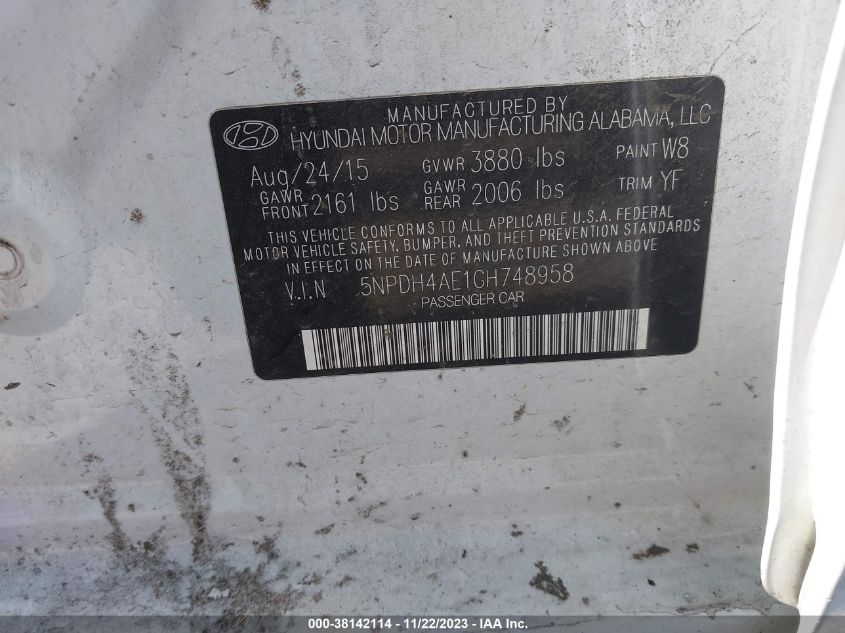 MANUFACTURED BY
HYUNDAI MOTOR MANUFACTURING ALABAMA, LLC
Aug/24/15 GVWR 3880 lbs PAINT W8
GAWR FRONT 2161 lbs GAWR REAR 2006 lbs TRIM YF
THIS VEHICLE CONFORMS TO ALL APPLICABLE U.S.A. FEDERAL
MOTOR VEHICLE SAFETY, BUMPER, AND THEFT PREVENTION STANDARDS
IN EFFECT ON THE DATE OF MANUFACTURE SHOWN ABOVE
V.I.N 5NPDH4AE1GH748958
PASSENGER CAR
000-38142114 - 11/22/2023 - IAA Inc.